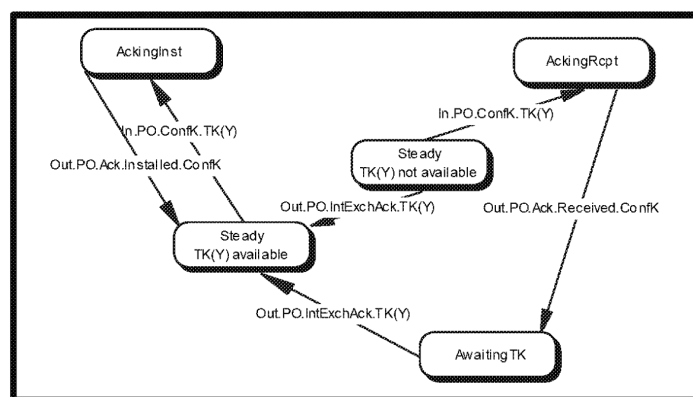 AckingInst
AckingRcpt
In.PO.ConfK.TK(Y)
In.PO.ConfK.TK(Y)
Out.PO.Ack.Installed.ConfK
Steady
TK(Y) not available
Out.PO.IntExchAck.TK(Y)
Out.PO.Ack.Received.ConfK
Steady
TK(Y) available
Out.PO.IntExchAck.TK(Y)
AwaitingTK